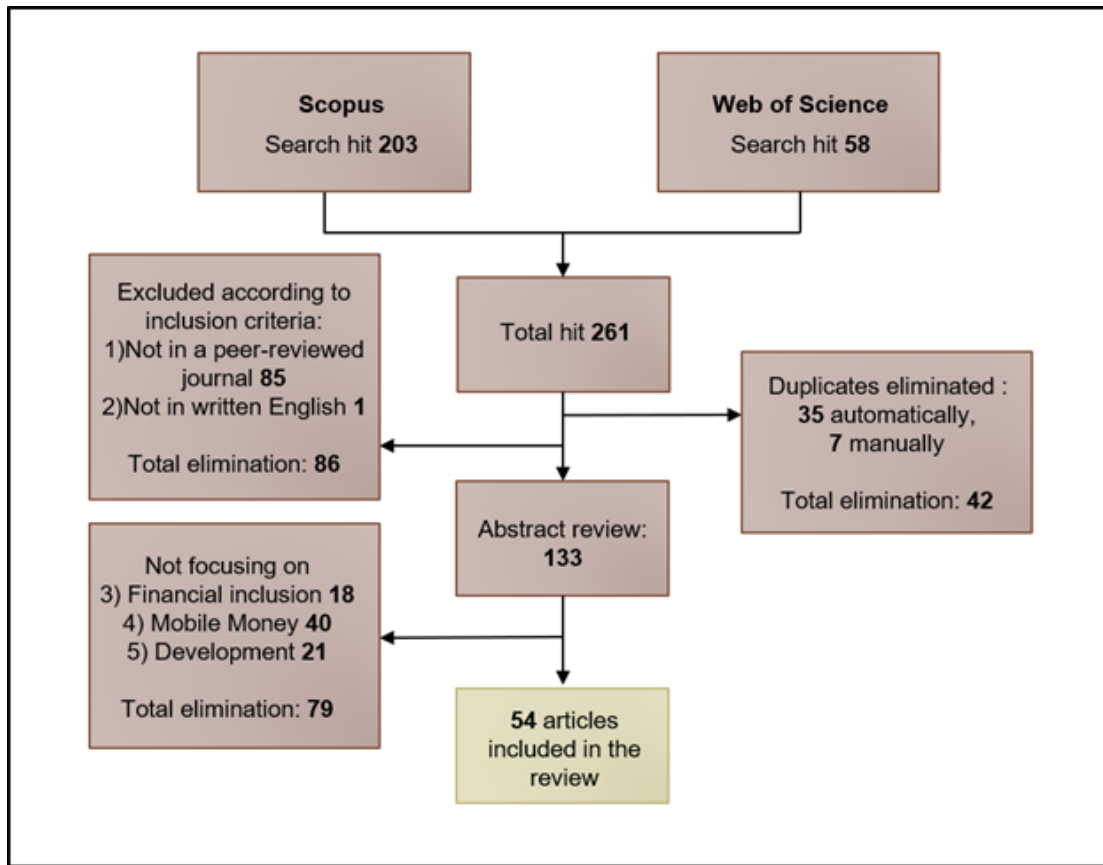 Scopus
Search hit 203
Web of Science
Search hit 58
Total hit 261
Excluded according to
inclusion criteria:
1)Not in a peer-reviewed
journal 85
2)Not in written English 1
Total elimination: 86
Duplicates eliminated :
35 automatically,
7 manually
Total elimination: 42
Abstract review:
133
Not focusing on
3) Financial inclusion 18
4) Mobile Money 40
5) Development 21
Total elimination: 79
54 articles
included in the
review